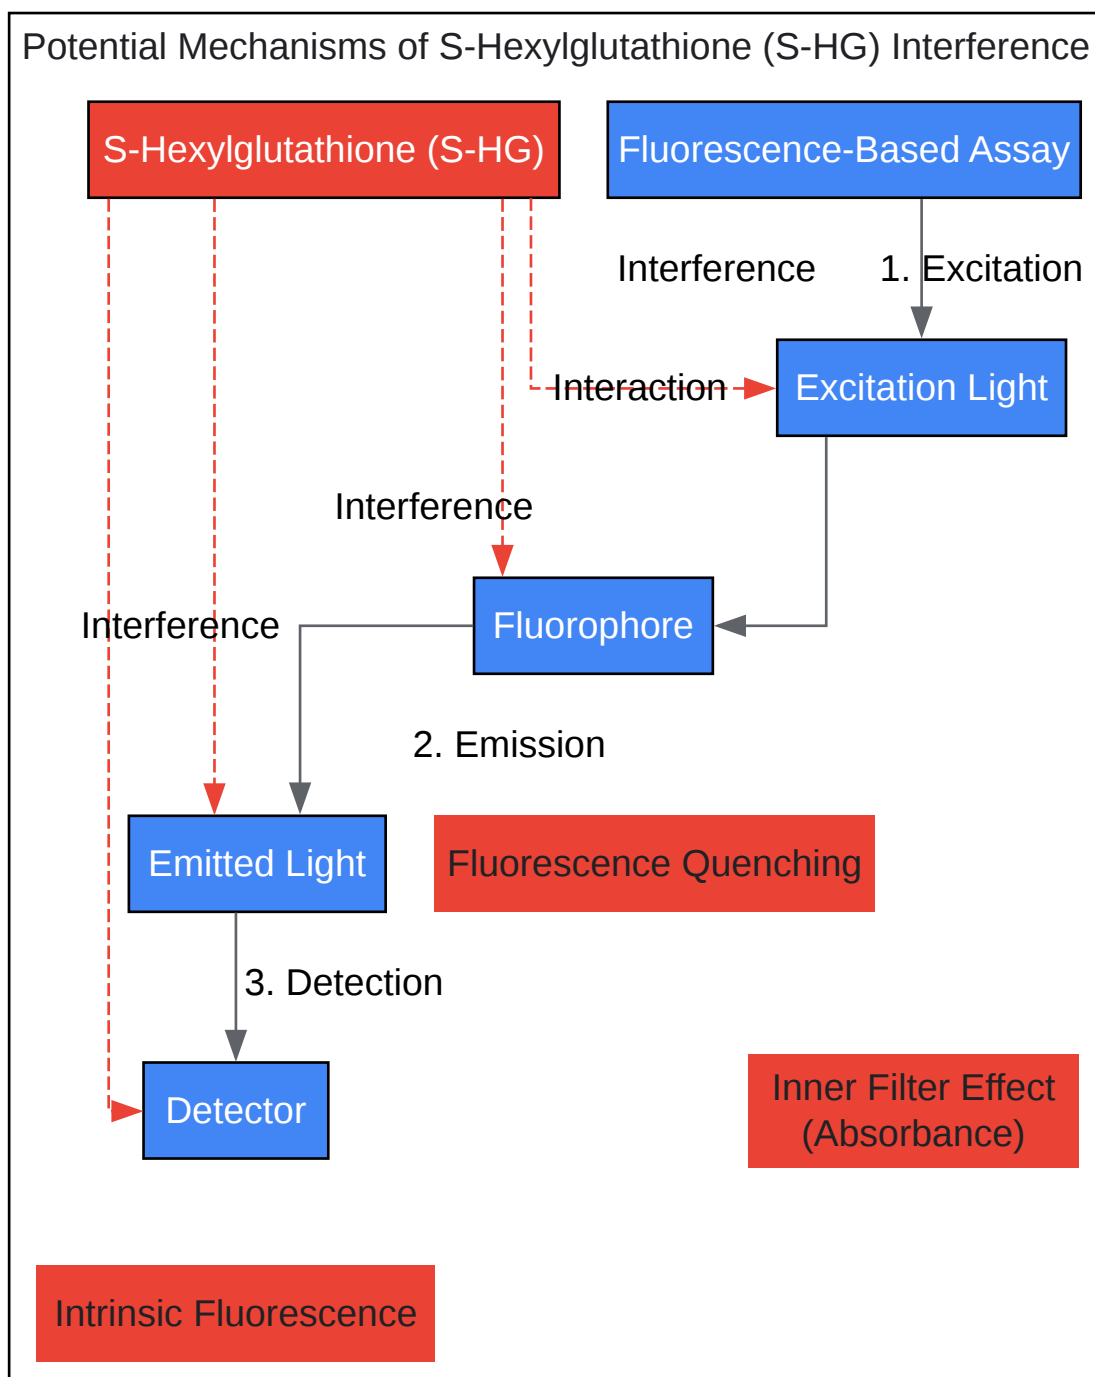 Potential Mechanisms of S-Hexylglutathione (S-HG) Interference
S-Hexylglutathione (S-HG)
Fluorescence-Based Assay
Interference
1. Excitation
Interaction
Excitation Light
Interference
Fluorophore
Interference
2. Emission
Emitted Light
Fluorescence Quenching
3. Detection
Detector
Inner Filter Effect
(Absorbance)
Intrinsic Fluorescence